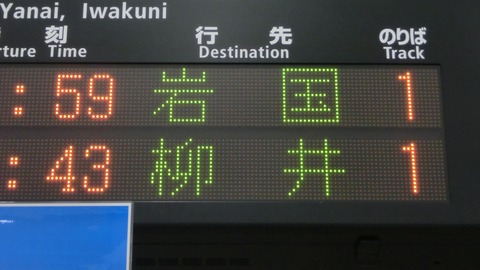 Yanai, Iwakuni
刻 行先 のりば
rture Time Destination Track
:59 岩国 1
:43 柳井 1